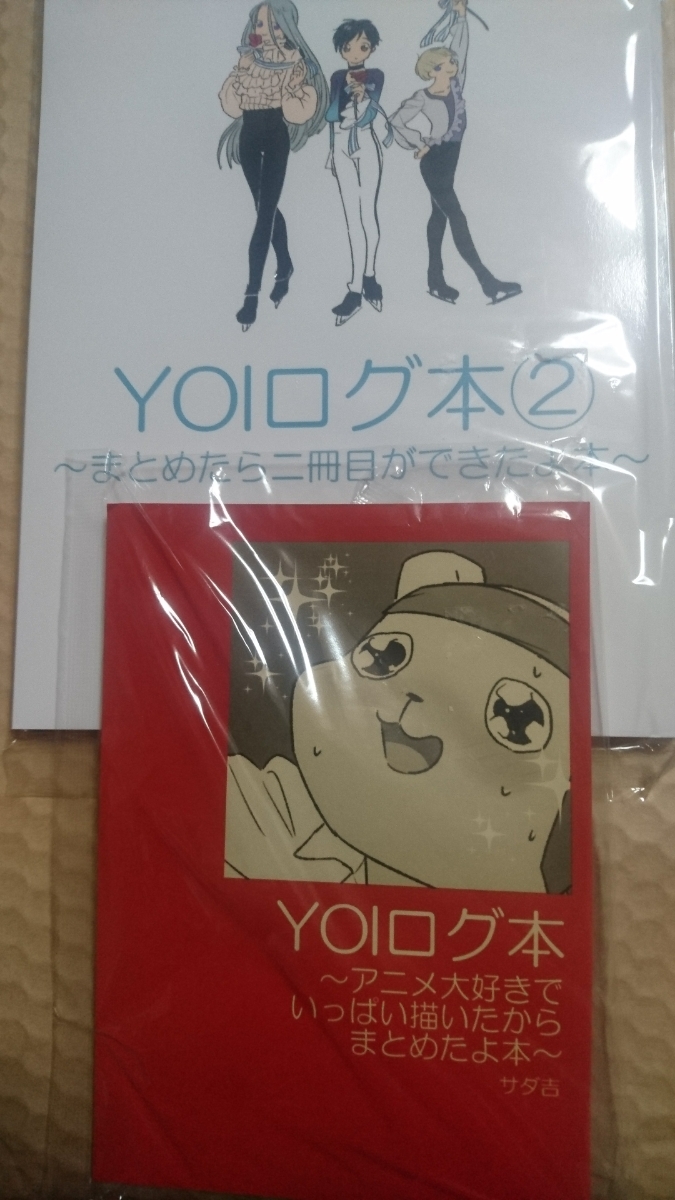 YOIログ本②
～まとめたら二冊目ができたよ本～
YOIログ本
～アニメ大好きで
いっぱい描いたから
まとめたよ本～
サダ吉